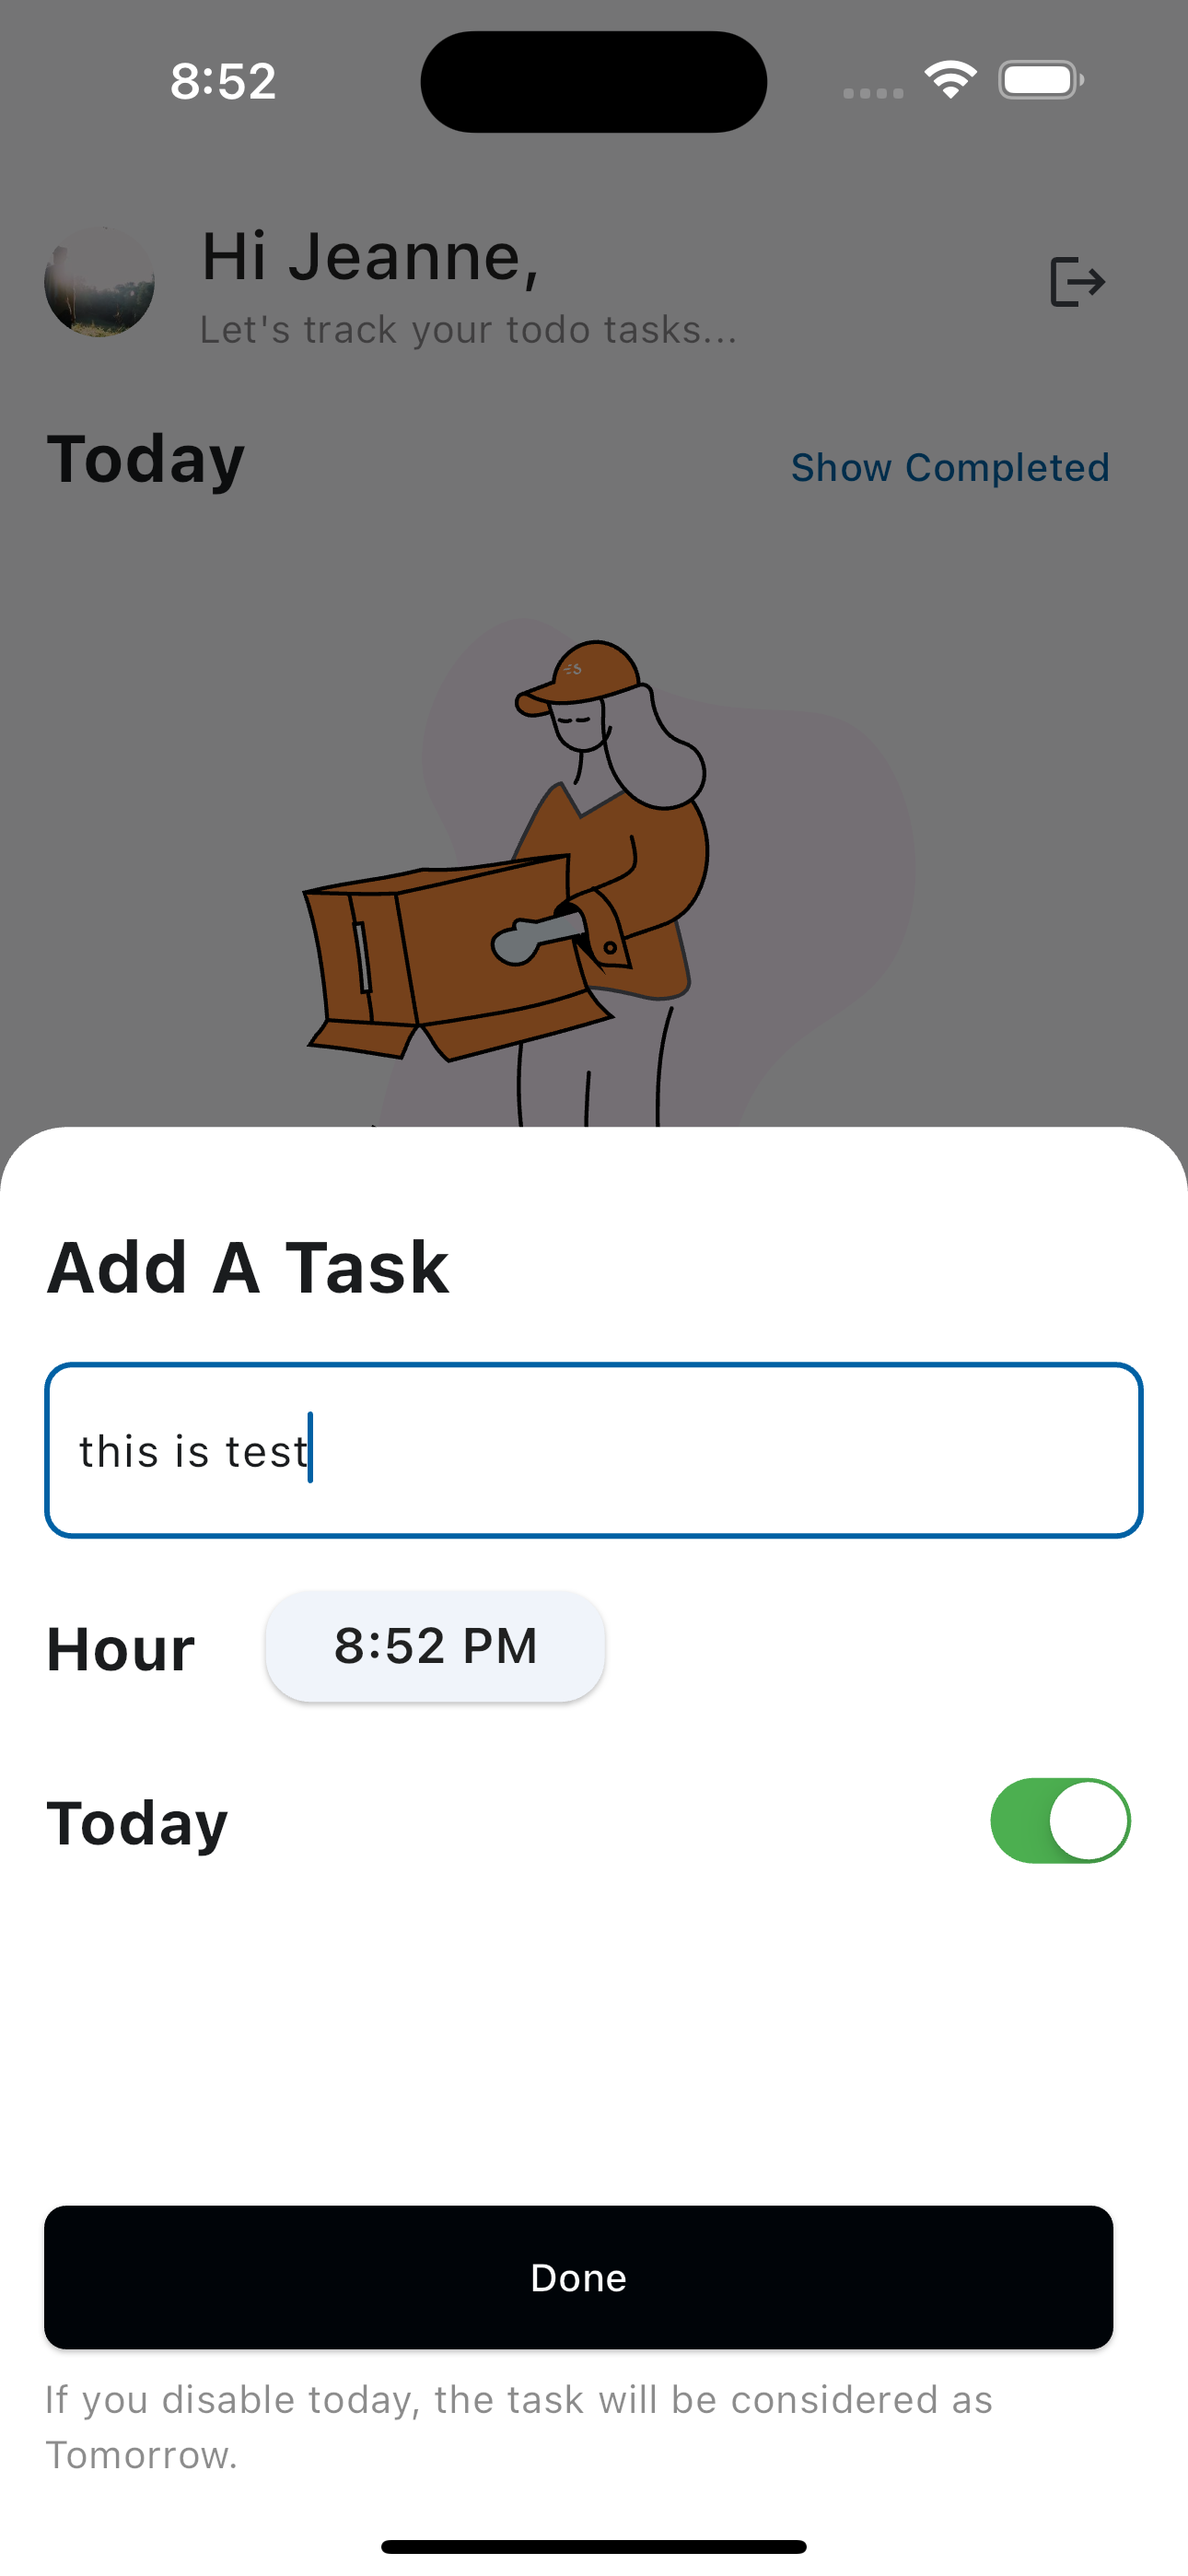 8:52
Hi Jeanne,
Let's track your todo tasks...
Today
Show Completed
Add A Task
this is test
Hour
8:52 PM
Today
Done
If you disable today, the task will be considered as
Tomorrow.